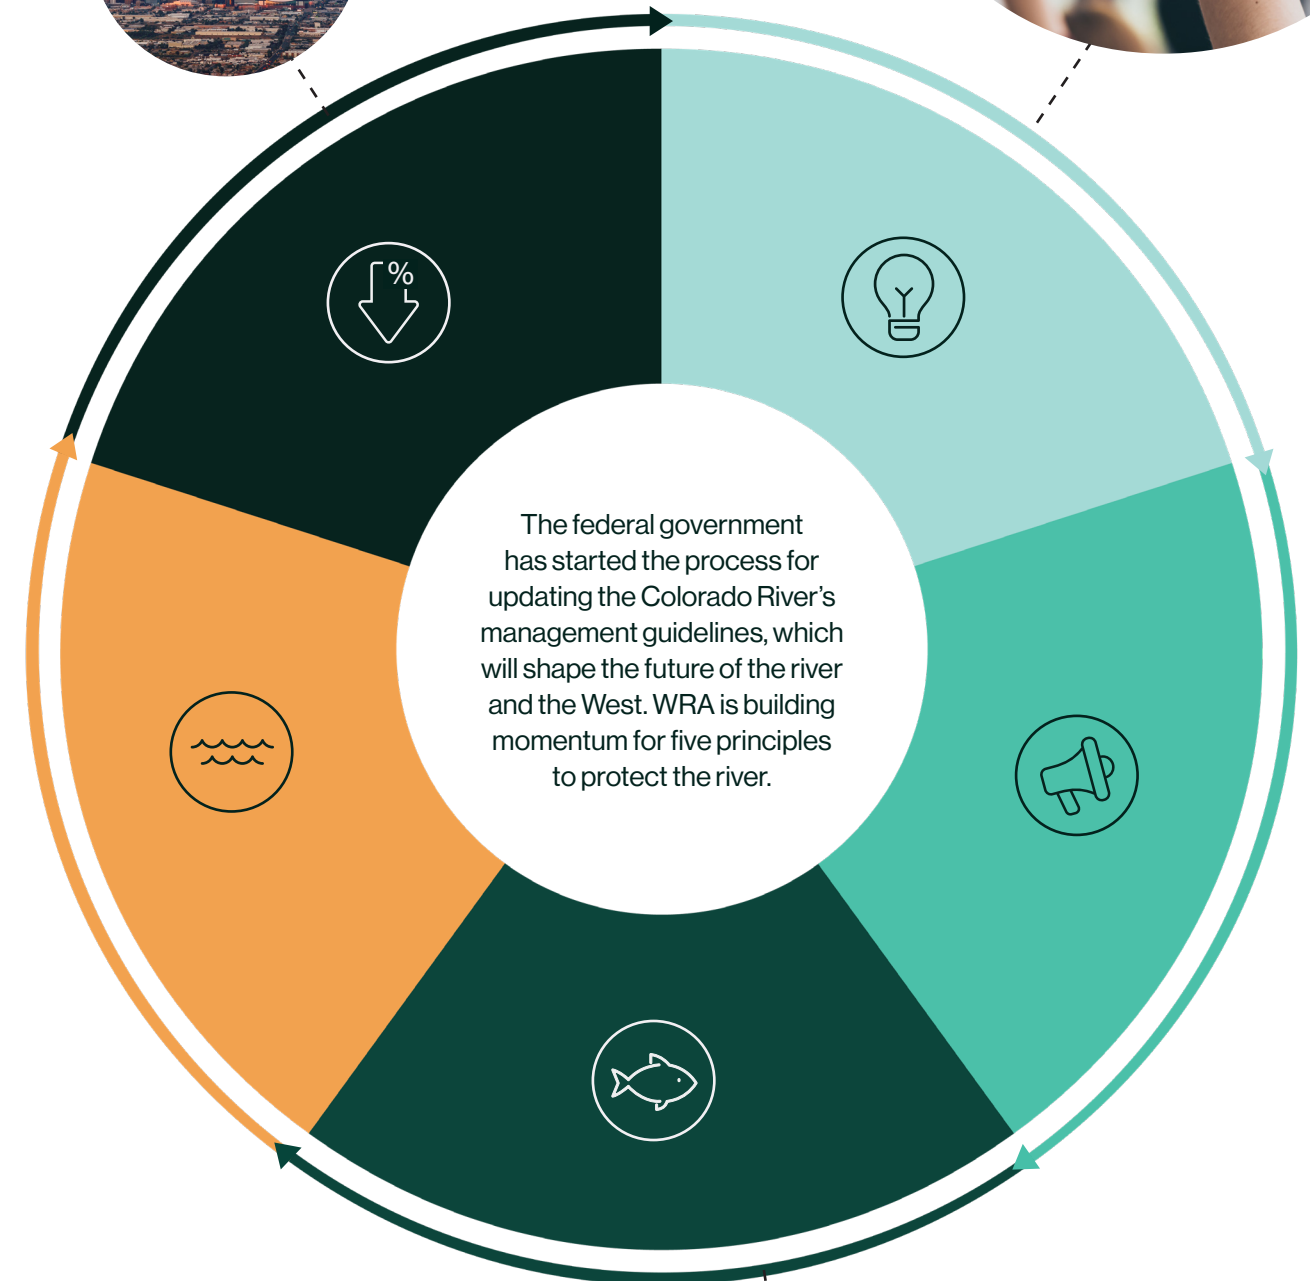 %
The federal government
has started the process for
updating the Colorado River’s
management guidelines, which
will shape the future of the river
and the West. WRA is building
momentum for five principles
to protect the river.